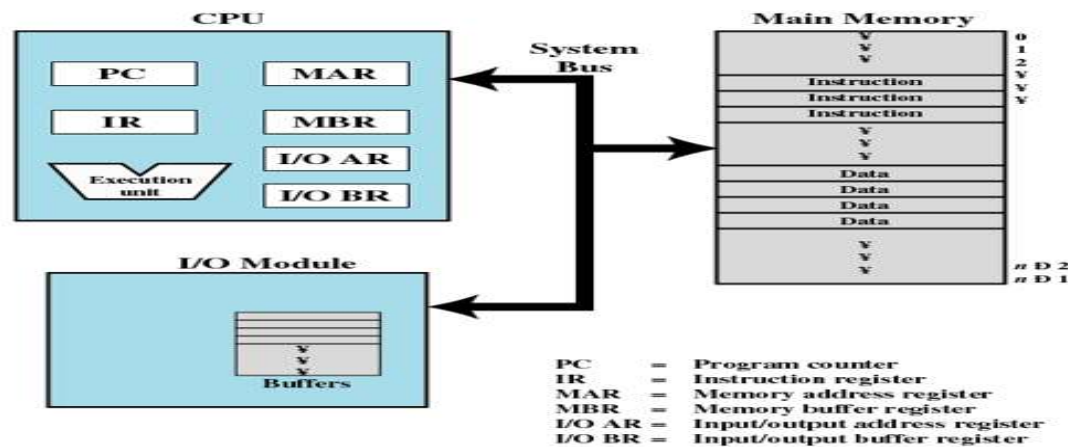 CPU
PC
MAR
IR
MBR
I/O AR
Execution
unit
I/O BR
System
Bus
Main Memory
¥
¥
¥
Instruction
Instruction
Instruction
¥
¥
¥
Data
Data
Data
Data
¥
¥
¥
0
1
2
¥
¥
¥
n Ð 2
n Ð 1
I/O Module
¥
¥
¥
Buffers
PC = Program counter
IR = Instruction register
MAR = Memory address register
MBR = Memory buffer register
I/O AR = Input/output address register
I/O BR = Input/output buffer register